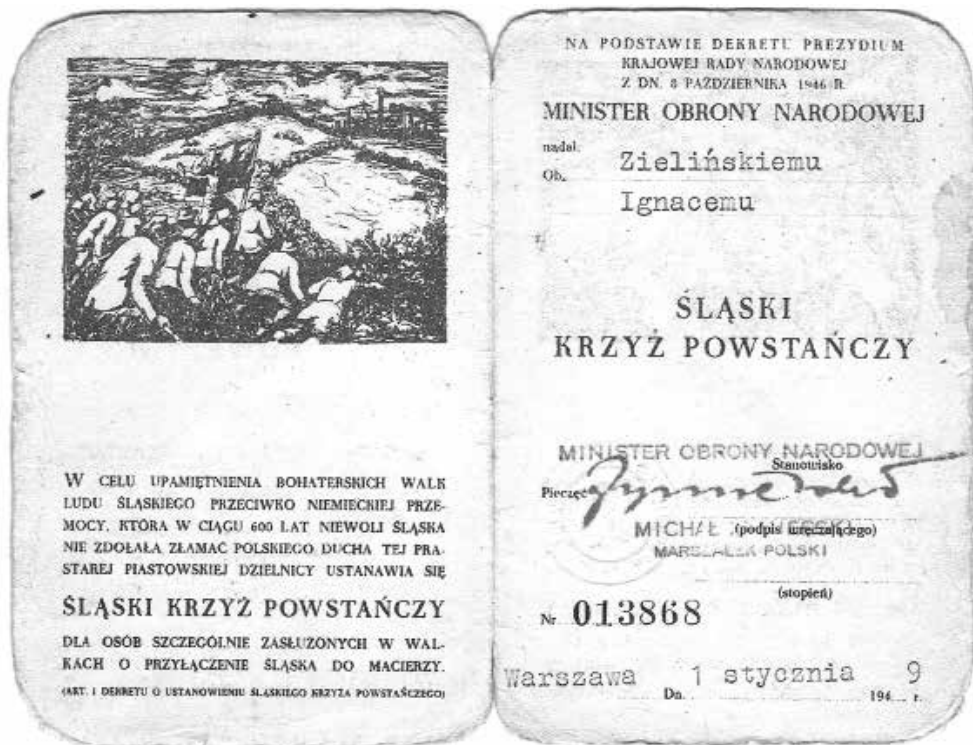 W CELU UPAMIĘTNIENIA BOHATERSKICH WALK
LUDU ŚLĄSKIEGO PRZECIWKO NIEMIECKIEJ PRZE-
MOCY, KTÓRA W CIĄGU 600 LAT NIEWOLI ŚLĄSKA
NIE ZDOŁAŁA ZŁAMAĆ POLSKIEGO DUCHA TEJ PRA-
STAREJ PIASTOWSKIEJ DZIELNICY USTANAWIA SIĘ
ŚLĄSKI KRZYŻ POWSTAŃCZY
DLA OSÓB SZCZEGÓLNIE ZASŁUŻONYCH W WAL-
KACH O PRZYŁĄCZENIE ŚLĄSKA DO MACIERZY.
(ART. 1 DEKRETU O USTANOWIENIU ŚLĄSKIEGO KRZYŻA POWSTAŃCZEGO)
NA PODSTAWIE DEKRETU PREZYDIUM
KRAJOWEJ RADY NARODOWEJ
Z DN. 8 PAŹDZIERNIKA 1946 R.
MINISTER OBRONY NARODOWEJ
nadał
Ob. Zielińskiemu
Ignacemu
ŚLĄSKI
KRZYŻ POWSTAŃCZY
MINISTER OBRONY NARODOWEJ
Stanowisko
Pieczęć
MICHAŁ (podpis wręczającego)
MARSZAŁEK POLSKI
(stopień)
Nr 013868
Warszawa Dn. 1 stycznia 1949 r.